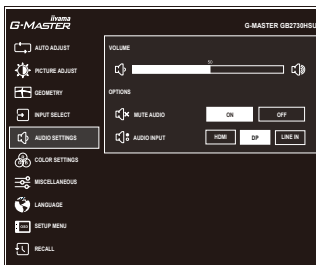 iiyama
G-MASTER
G-MASTER GB2730HSU
AUTO ADJUST
PICTURE ADJUST
GEOMETRY
INPUT SELECT
AUDIO SETTINGS
COLOR SETTINGS
MISCELLANEOUS
LANGUAGE
OSD
SETUP MENU
RECALL
VOLUME
50
OPTIONS
MUTE AUDIO
ON
OFF
AUDIO INPUT
HDMI
DP
LINE IN